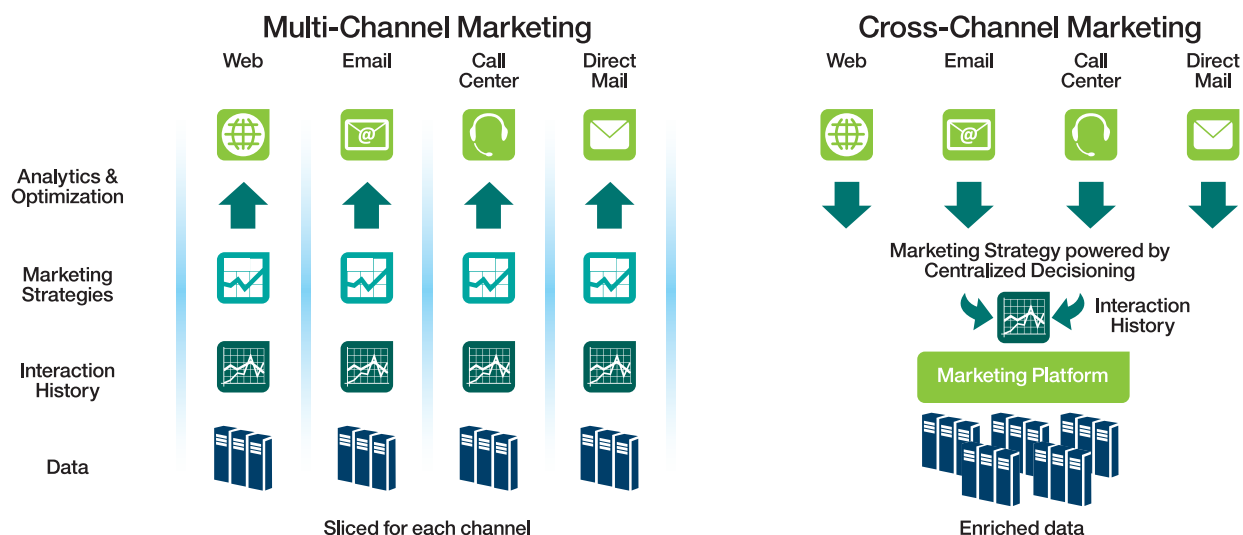 Multi-Channel Marketing
Web
Email
Call
Center
Direct
Mail
@
Analytics &
Optimization
Marketing
Strategies
Interaction
History
Data
Sliced for each channel
Cross-Channel Marketing
Web
Email
Call
Center
Direct
Mail
@
Marketing Strategy powered by
Centralized Decisioning
Interaction
History
Marketing Platform
Enriched data